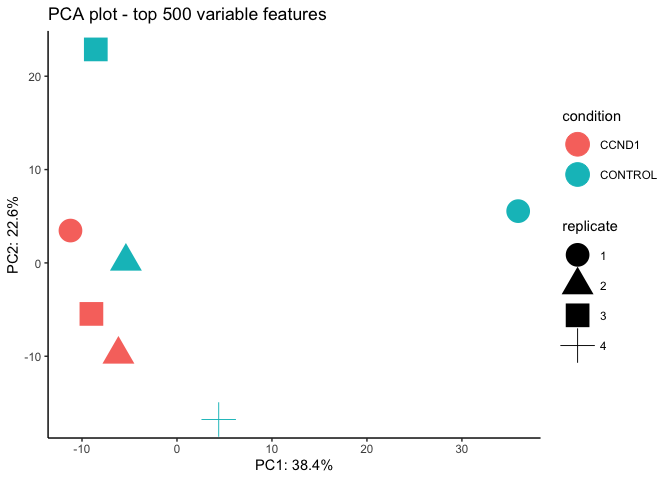 PCA plot - top 500 variable features
PC2: 22.6%
20
10
0
-10
-10
0
10
20
30
PC1: 38.4%
condition
CCND1
CONTROL
replicate
1
2
3
4